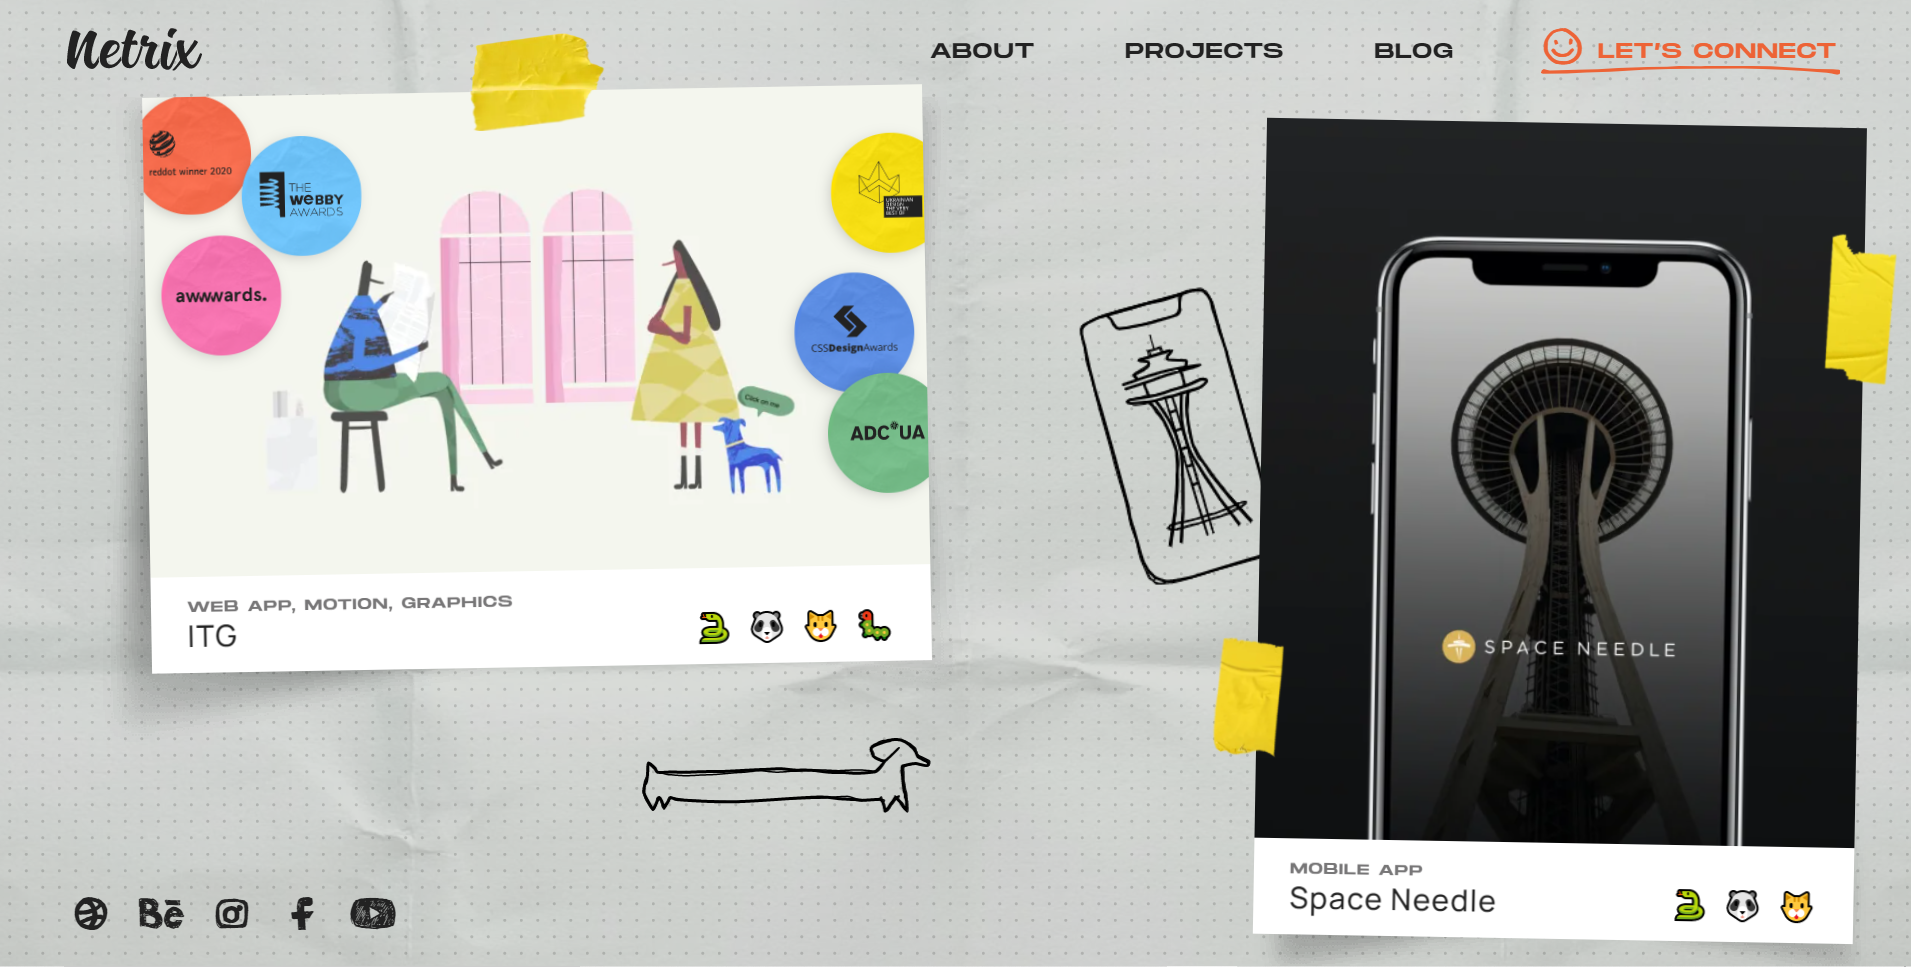 Netrix
ABOUT
PROJECTS
BLOG
LET'S CONNECT
reddot winner 2020
THE
WEBBY
AWARDS
awwwards.
UKRAINIAN
DESIGN
THE VERY
BEST OF
CSSDesignAwards
ADC*UA
Click on me
WEB APP, MOTION, GRAPHICS
ITG
SPACE NEEDLE
MOBILE APP
Space Needle
Bē